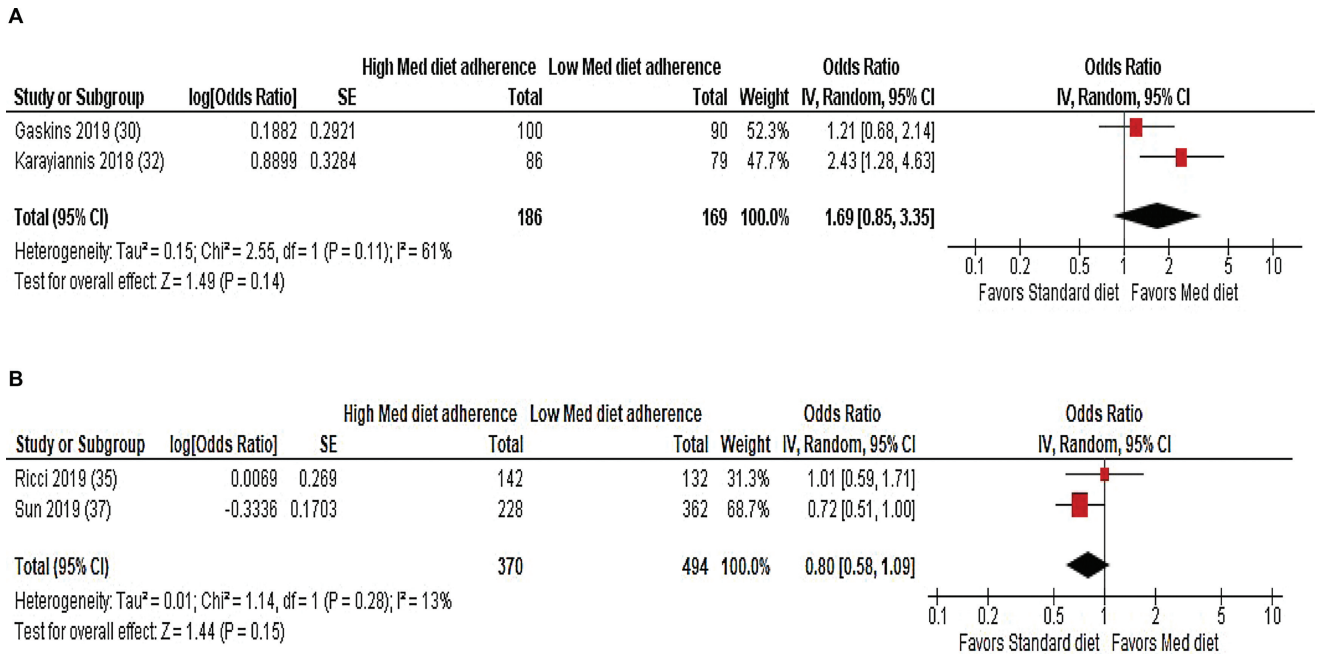 A
High Med diet adherence Low Med diet adherence Odds Ratio Odds Ratio
Study or Subgroup log[Odds Ratio] SE Total Total Weight IV, Random, 95% CI IV, Random, 95% CI
Gaskins 2019 (30) 0.1882 0.2921 100 90 52.3% 1.21 [0.68, 2.14]
Karayiannis 2018 (32) 0.8899 0.3284 86 79 47.7% 2.43 [1.28, 4.63]
Total (95% CI) 186 169 100.0% 1.69 [0.85, 3.35]
Heterogeneity: Tau² = 0.15; Chi² = 2.55, df = 1 (P = 0.11); I² = 61%
Test for overall effect: Z = 1.49 (P = 0.14)
0.1 0.2 0.5 1 2 5 10
Favors Standard diet Favors Med diet
B
High Med diet adherence Low Med diet adherence Odds Ratio Odds Ratio
Study or Subgroup log[Odds Ratio] SE Total Total Weight IV, Random, 95% CI IV, Random, 95% CI
Ricci 2019 (35) 0.0069 0.269 142 132 31.3% 1.01 [0.59, 1.71]
Sun 2019 (37) -0.3336 0.1703 228 362 68.7% 0.72 [0.51, 1.00]
Total (95% CI) 370 494 100.0% 0.80 [0.58, 1.09]
Heterogeneity: Tau² = 0.01; Chi² = 1.14, df = 1 (P = 0.28); I² = 13%
Test for overall effect: Z = 1.44 (P = 0.15)
0.1 0.2 0.5 1 2 5 10
Favors Standard diet Favors Med diet